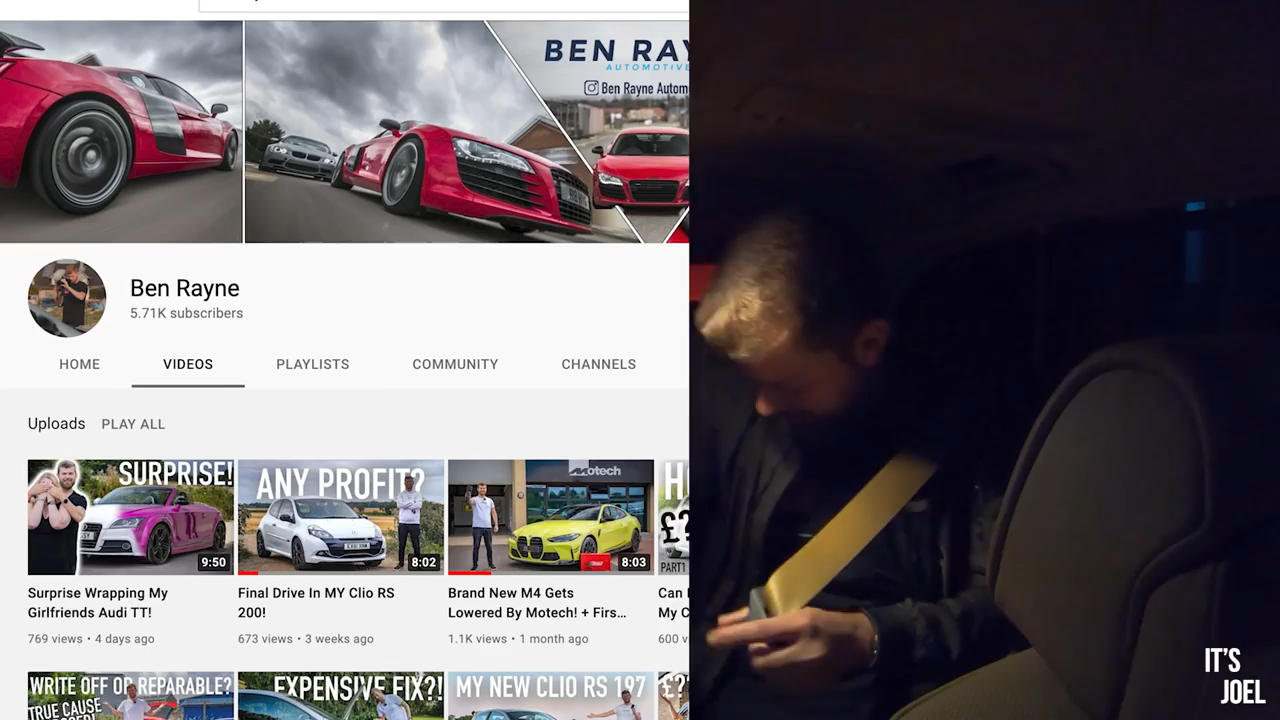 BEN RAY
AUTOMOTIVE
Ben Rayne Autom
Ben Rayne
5.71K subscribers
HOME
VIDEOS
PLAYLISTS
COMMUNITY
CHANNELS
Uploads
PLAY ALL
SURPRISE!
9:50
ANY PROFIT?
8:02
Motech
8:03
£?
PART1
Surprise Wrapping My
Girlfriends Audi TT!
769 views • 4 days ago
Final Drive In MY Clio RS
200!
673 views • 3 weeks ago
Brand New M4 Gets
Lowered By Motech! + Firs...
1.1K views • 1 month ago
Can
My C
600 v
WRITE OFF OR REPARABLE?
TRUE CAUSE
EXPENSIVE FIX?!
MY NEW CLIO RS 197
£?
IT'S
JOEL